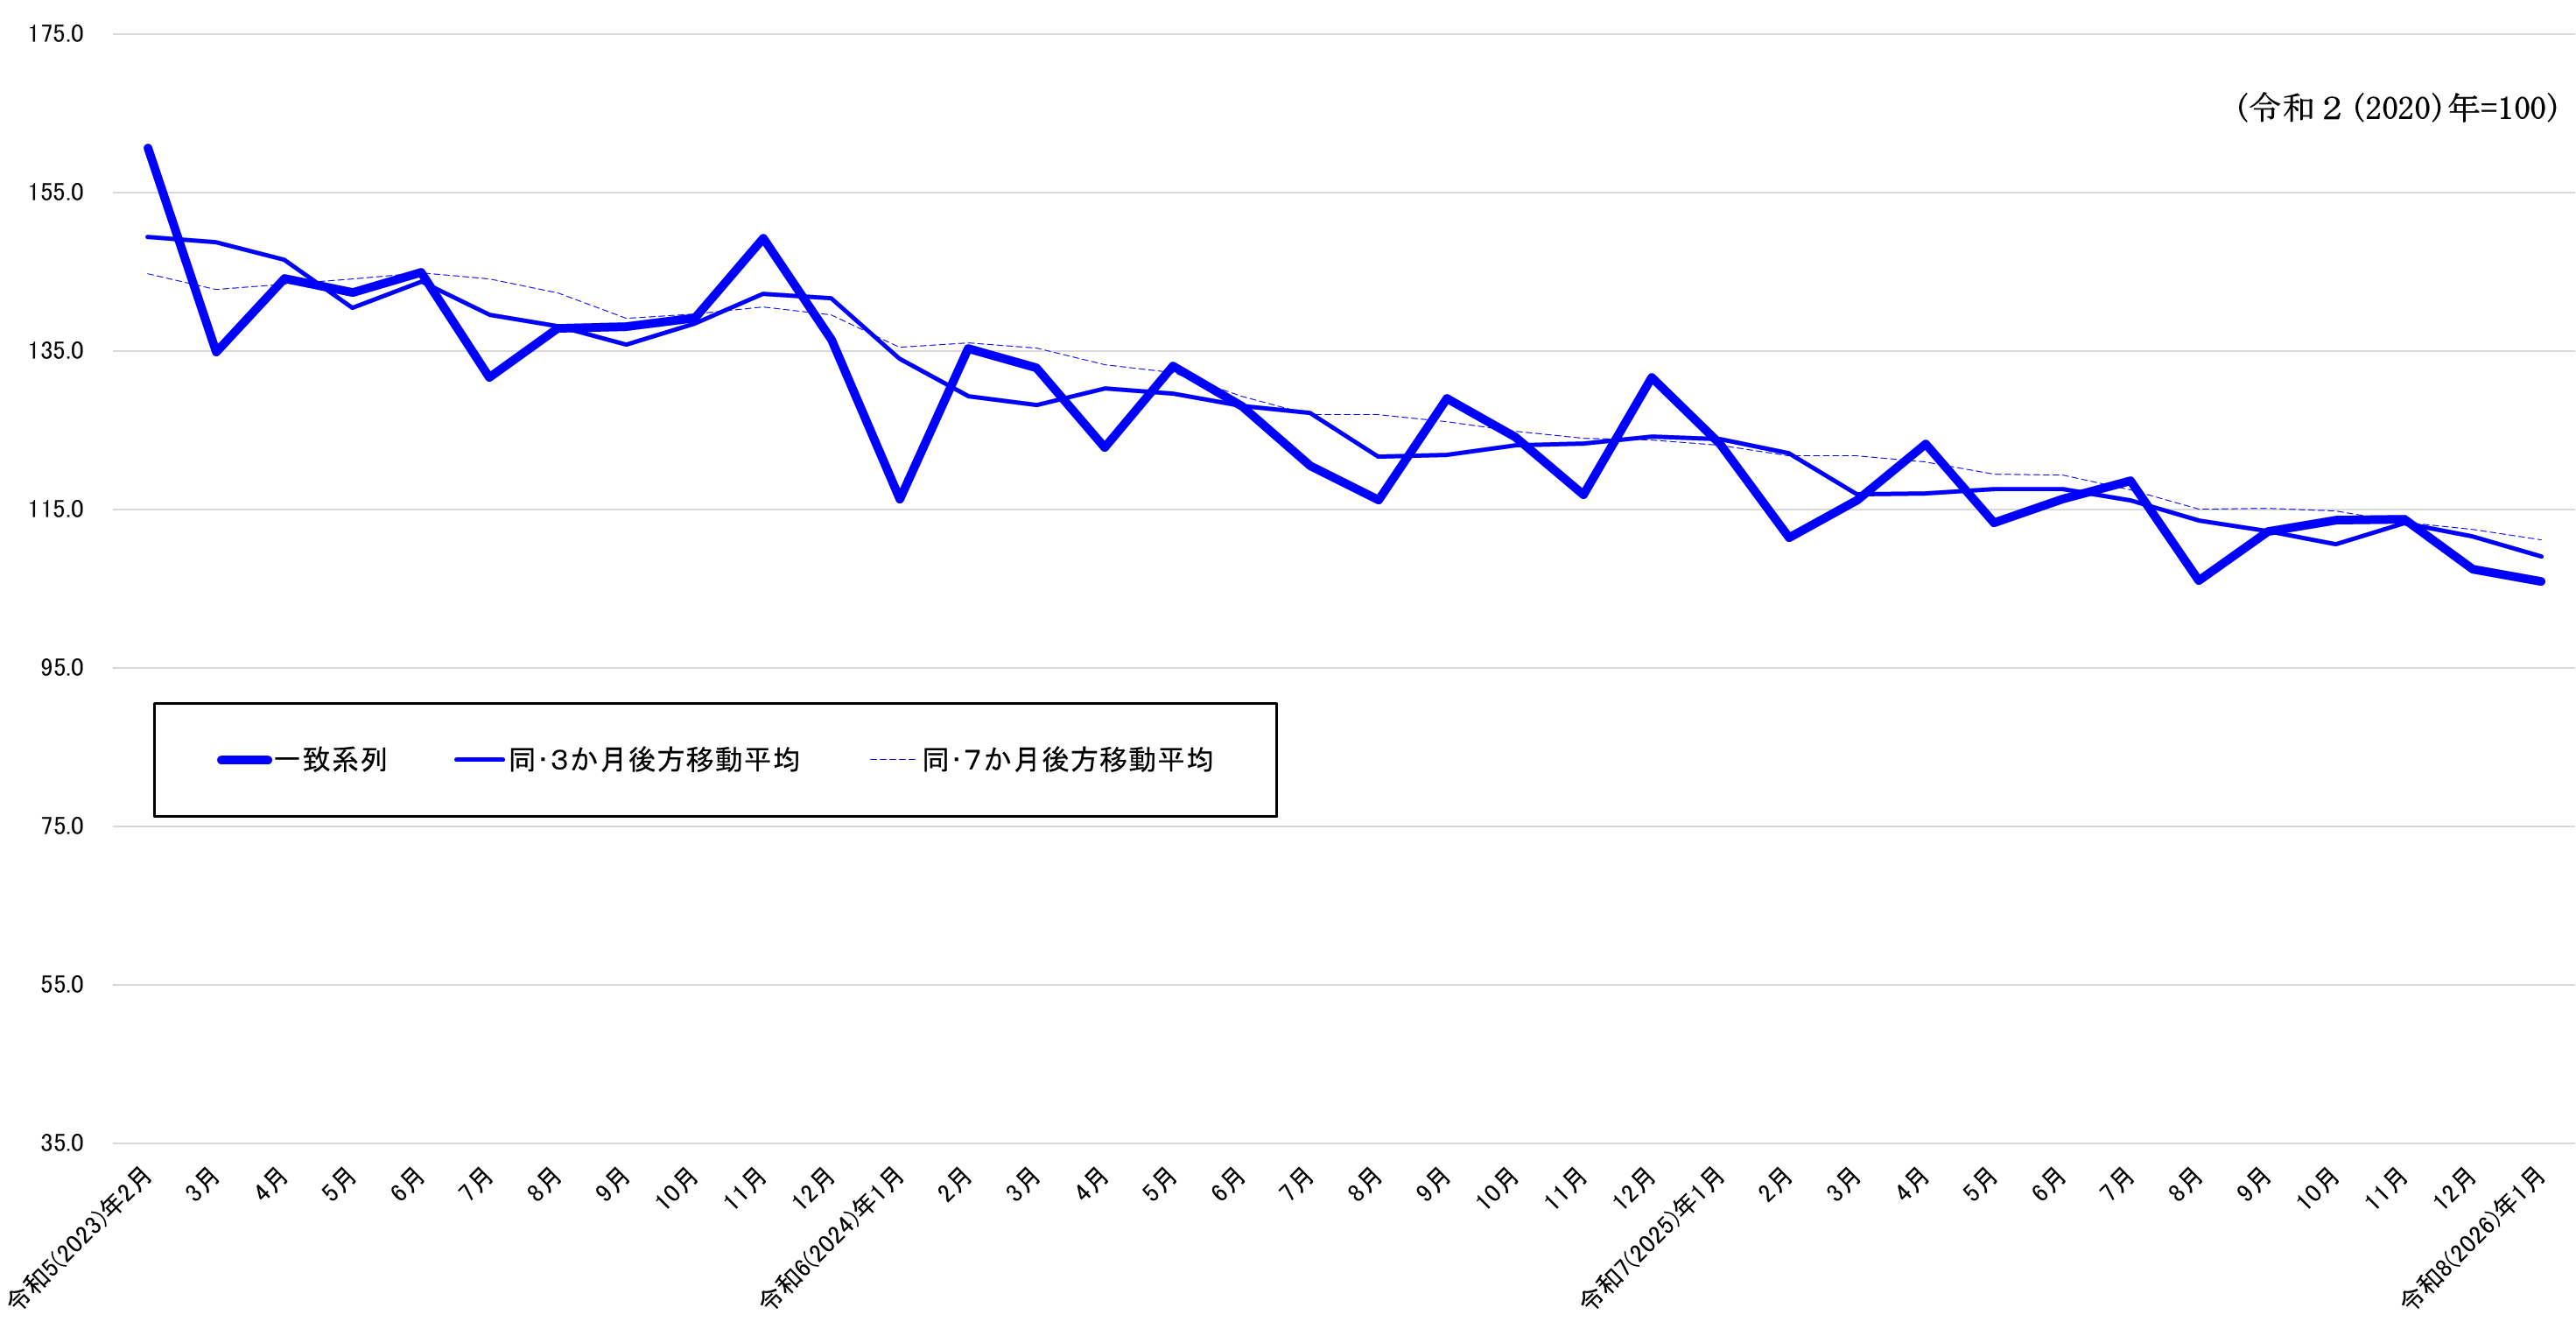 175.0
(令和２(2020)年=100)
155.0
135.0
115.0
95.0
一致系列 同･３か月後方移動平均 同･７か月後方移動平均
75.0
55.0
35.0
令和5(2023)年2月
3月
4月
5月
6月
7月
8月
9月
10月
11月
12月
令和6(2024)年1月
2月
3月
4月
5月
6月
7月
8月
9月
10月
11月
12月
令和7(2025)年1月
2月
3月
4月
5月
6月
7月
8月
9月
10月
11月
12月
令和8(2026)年1月